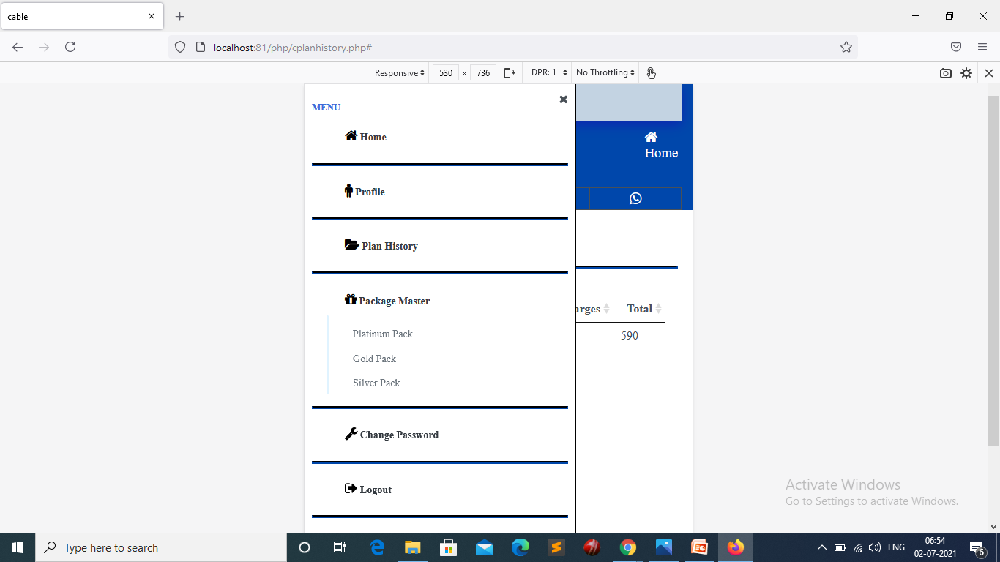 cable
localhost:81/php/cplanhistory.php#
Responsive 530 × 736 DPR: 1 No Throttling
MENU
Home
Profile
Plan History
Package Master
Platinum Pack
Gold Pack
Silver Pack
Change Password
Logout
Home
arges Total
590
Activate Windows
Go to Settings to activate Windows.
Type here to search
ENG
06:54
02-07-2021
6